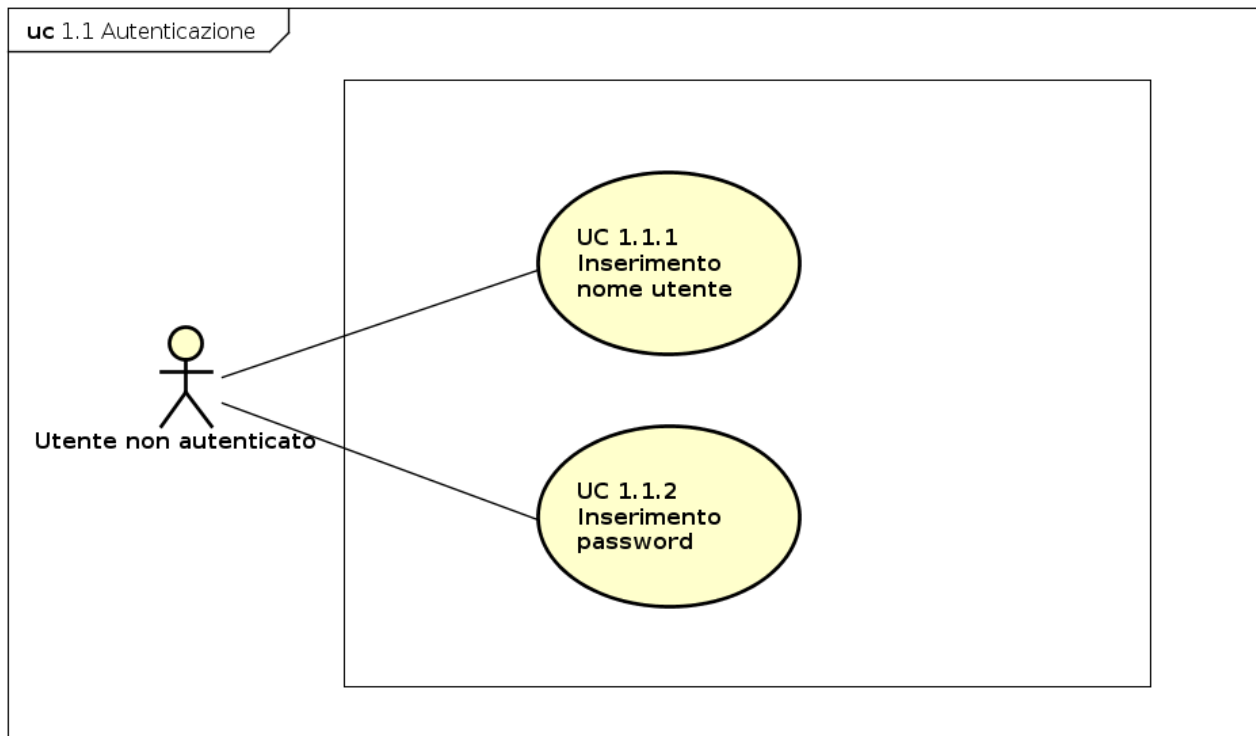 uc 1.1 Autenticazione
UC 1.1.1
Inserimento
nome utente
Utente non autenticato
UC 1.1.2
Inserimento
password